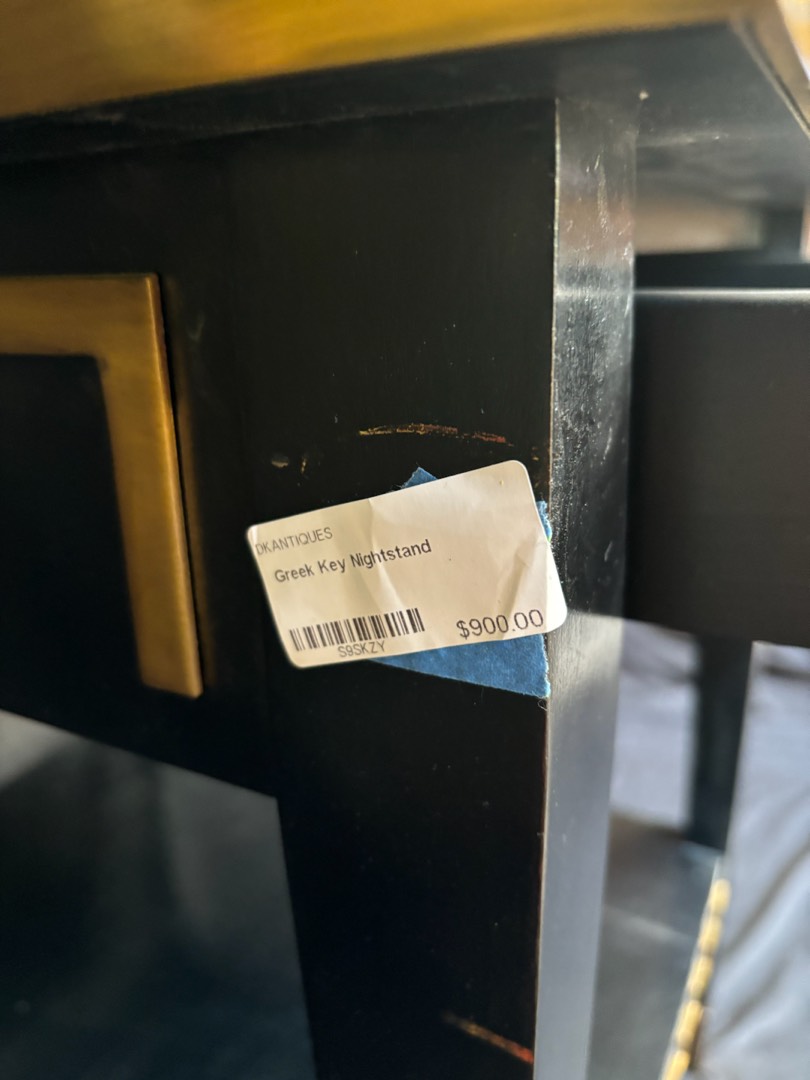 DKANTIQUES
Greek Key Nightstand
$900.00
S9SKZY